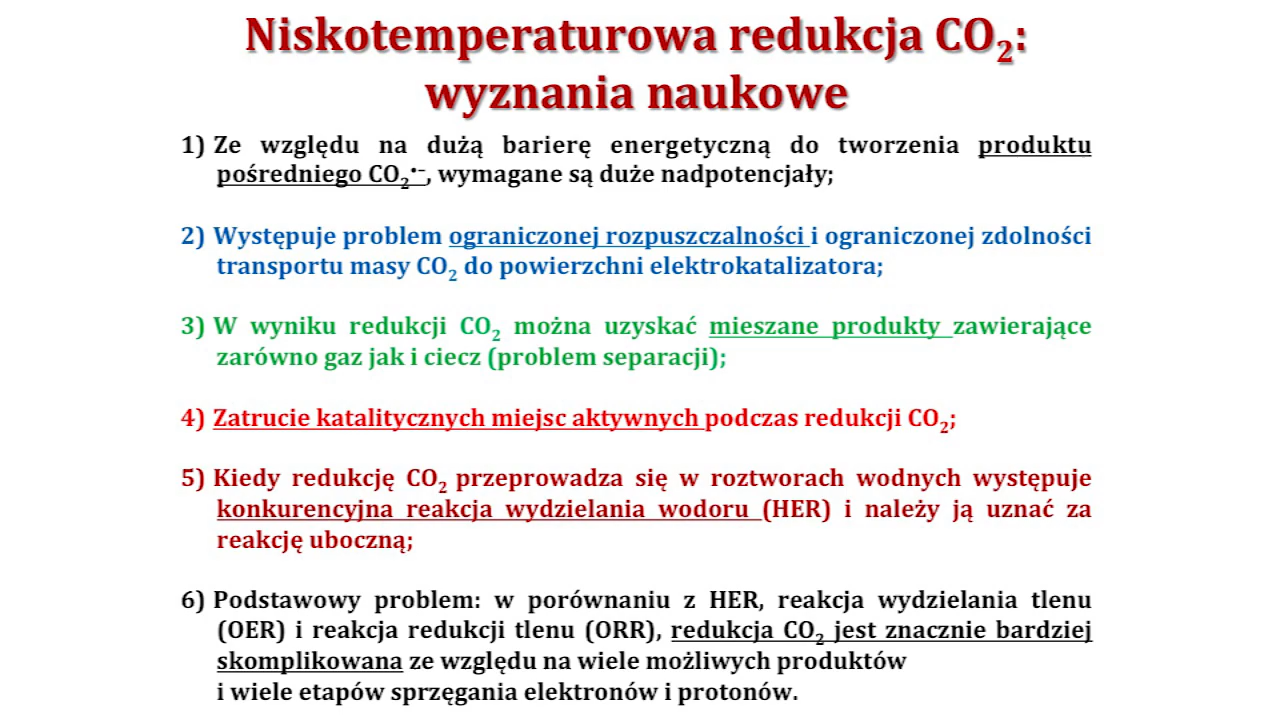 Niskotemperaturowa redukcja CO₂:
wyznania naukowe
1) Ze względu na dużą barierę energetyczną do tworzenia produktu
pośredniego CO₂•–, wymagane są duże nadpotencjały;
2) Występuje problem ograniczonej rozpuszczalności i ograniczonej zdolności
transportu masy CO₂ do powierzchni elektrokatalizatora;
3) W wyniku redukcji CO₂ można uzyskać mieszane produkty zawierające
zarówno gaz jak i ciecz (problem separacji);
4) Zatrucie katalitycznych miejsc aktywnych podczas redukcji CO₂;
5) Kiedy redukcję CO₂ przeprowadza się w roztworach wodnych występuje
konkurencyjna reakcja wydzielania wodoru (HER) i należy ją uznać za
reakcję uboczną;
6) Podstawowy problem: w porównaniu z HER, reakcja wydzielania tlenu
(OER) i reakcja redukcji tlenu (ORR), redukcja CO₂ jest znacznie bardziej
skomplikowana ze względu na wiele możliwych produktów
i wiele etapów sprzęgania elektronów i protonów.